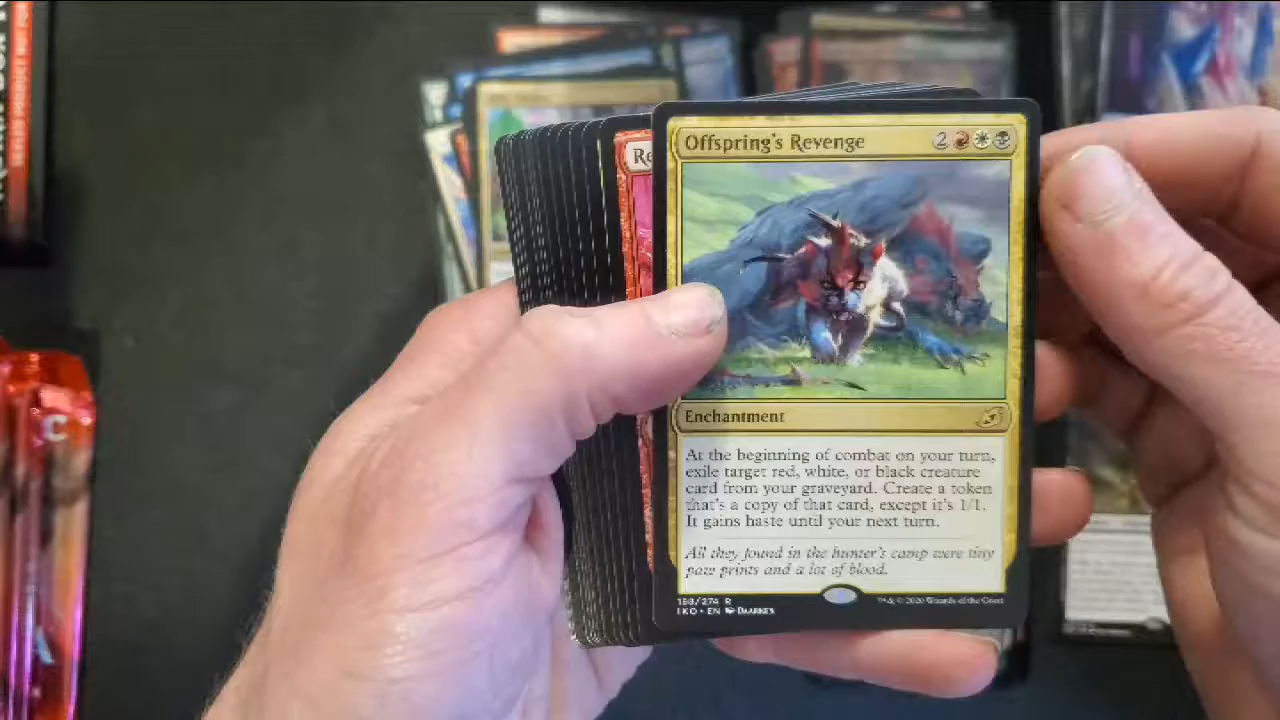 Offspring's Revenge 2
Re
Enchantment
At the beginning of combat on your turn,
exile target red, white, or black creature
card from your graveyard. Create a token
that's a copy of that card, except it's 1/1.
It gains haste until your next turn.
All they found in the hunter's camp were tiny
paw prints and a lot of blood.
198/274 R
IKO • EN Daarken
™& © 2020 Wizards of the Coast
C